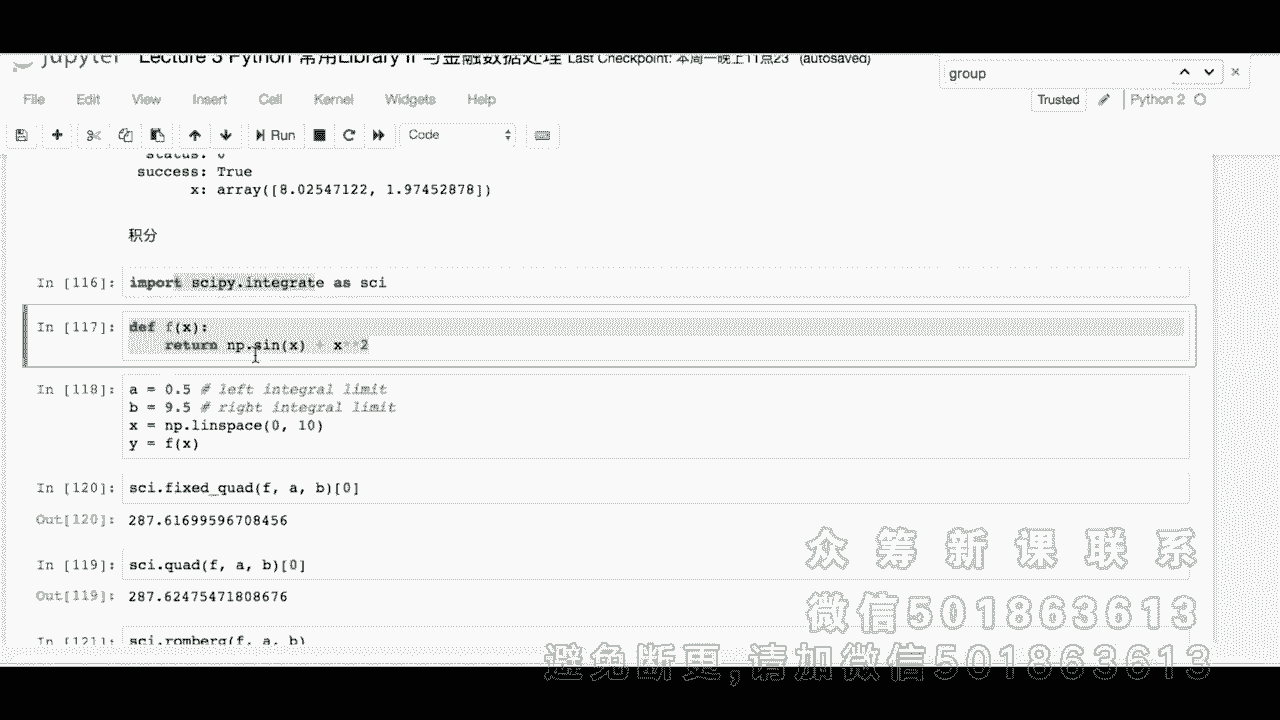 jupyter Lecture 3 Python 常用Library II 与金融数据处理 Last Checkpoint: 本周一晚上11点23 (autosaved)
group
File Edit View Insert Cell Kernel Widgets Help
Trusted Python 2
Run Code
status: 0
success: True
x: array([8.02547122, 1.97452878])
积分
In [116]: import scipy.integrate as sci
In [117]: def f(x):
return np.sin(x) + x**2
In [118]: a = 0.5 # left integral limit
b = 9.5 # right integral limit
x = np.linspace(0, 10)
y = f(x)
In [120]: sci.fixed_quad(f, a, b)[0]
Out[120]: 287.61699596708456
In [119]: sci.quad(f, a, b)[0]
Out[119]: 287.62475471808676
In [121]: sci.romberg(f, a, b)
众筹新课联系
微信501863613
避免断更,请加微信501863613